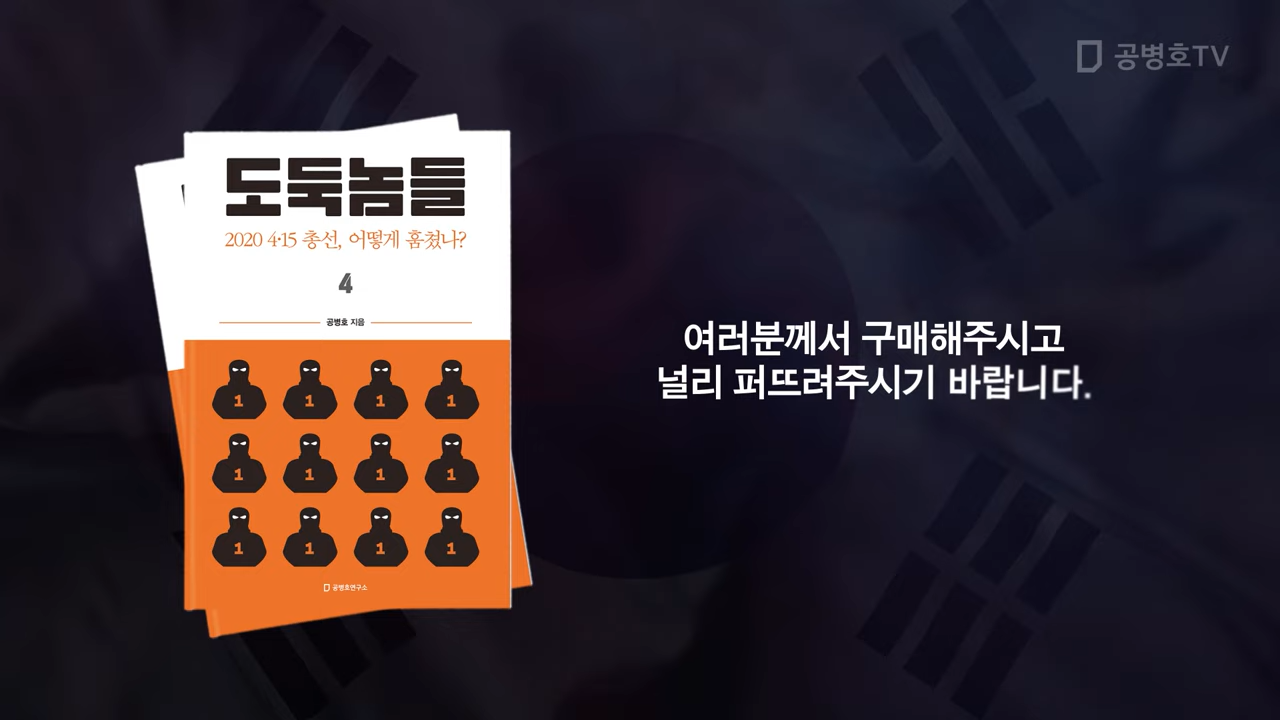 공병호TV
도둑놈들
2020 4·15 총선, 어떻게 훔쳤나?
4
공병호 지음
1 1 1 1
1 1 1 1
1 1 1 1
공병호연구소
여러분께서 구매해주시고
널리 퍼뜨려주시기 바랍니다.